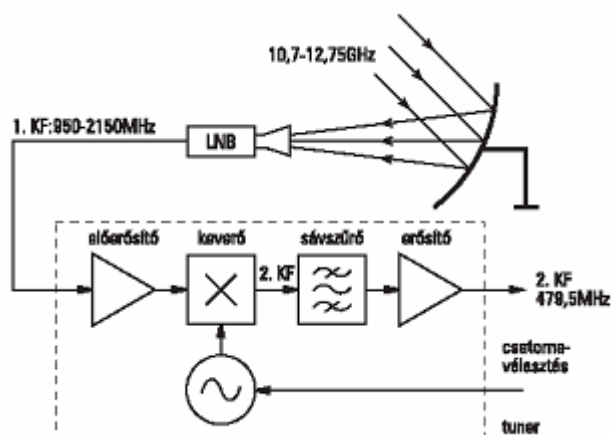 10,7-12,75GHz
1. KF:950-2150MHz
LNB
előerősítő
keverő
sávszűrő
erősítő
2. KF
2. KF
479,5MHz
csatorna-
választás
tuner